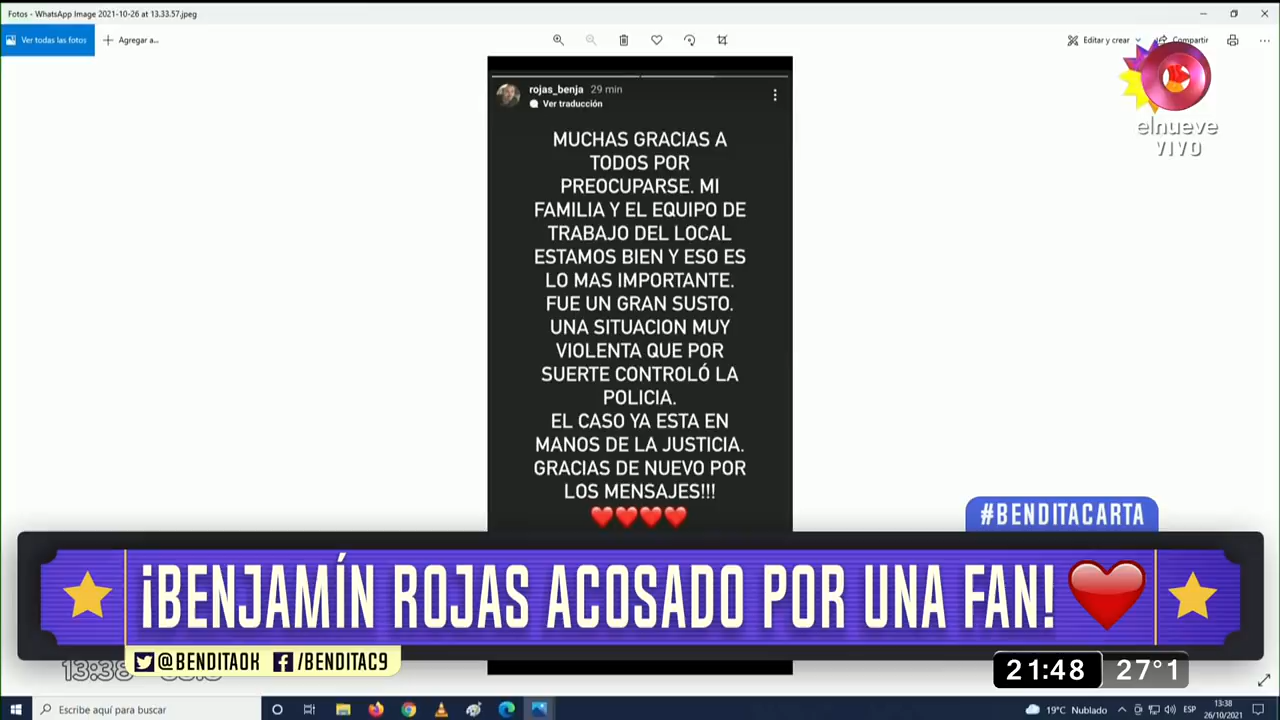 Fotos - WhatsApp Image 2021-10-26 at 13.33.57.jpeg
Ver todas las fotos
Agregar a...
Editar y crear
Compartir
elnueve
VIVO
rojas_benja 29 min
Ver traducción
MUCHAS GRACIAS A
TODOS POR
PREOCUPARSE. MI
FAMILIA Y EL EQUIPO DE
TRABAJO DEL LOCAL
ESTAMOS BIEN Y ESO ES
LO MAS IMPORTANTE.
FUE UN GRAN SUSTO.
UNA SITUACION MUY
VIOLENTA QUE POR
SUERTE CONTROLÓ LA
POLICIA.
EL CASO YA ESTA EN
MANOS DE LA JUSTICIA.
GRACIAS DE NUEVO POR
LOS MENSAJES!!!
❤❤❤❤
#BENDITACARTA
¡BENJAMÍN ROJAS ACOSADO POR UNA FAN!
@BENDITAOK /BENDITAC9
13:38
21:48 27°1
Escribe aquí para buscar
19°C Nublado
ESP
13:38
26/10/2021